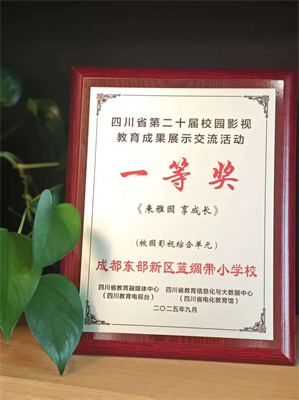 四川省第二十届校园影视
教育成果展示交流活动
一等奖
《来雅园 享成长》
（校园影视综合单元）
成都东部新区蓝绸带小学校
四川省教育融媒体中心 四川省教育信息化与大数据中心
（四川教育电视台） （四川省电化教育馆）
二〇二五年九月